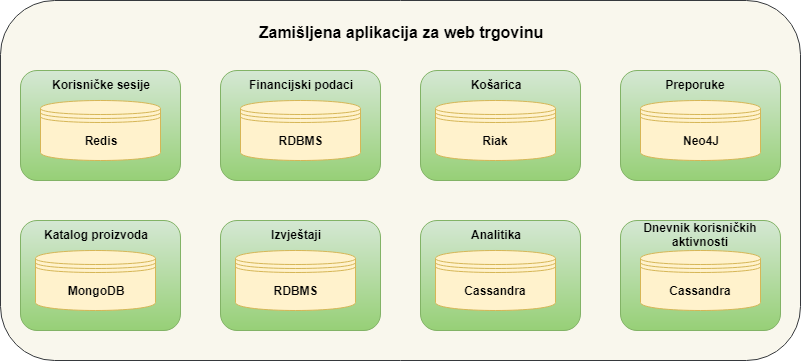 Zamišljena aplikacija za web trgovinu
Korisničke sesije
Redis
Financijski podaci
RDBMS
Košarica
Riak
Preporuke
Neo4J
Katalog proizvoda
MongoDB
Izvještaji
RDBMS
Analitika
Cassandra
Dnevnik korisničkih
aktivnosti
Cassandra